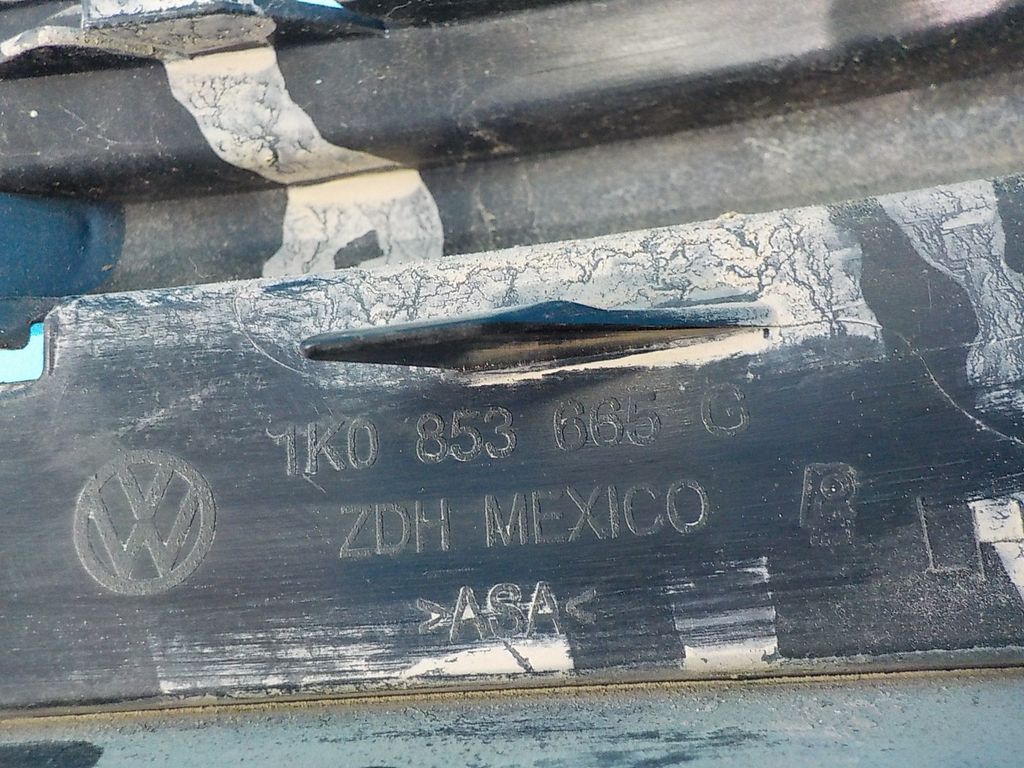 1K0 853 665 G
ZDH MEXICO
>ASA<